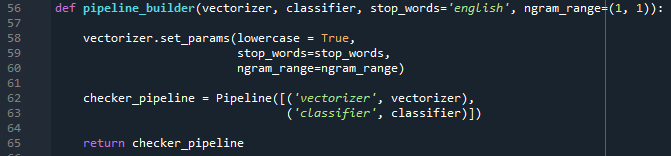 56 def pipeline_builder(vectorizer, classifier, stop_words='english', ngram_range=(1, 1)):
57
58     vectorizer.set_params(lowercase = True,
59                           stop_words=stop_words,
60                           ngram_range=ngram_range)
61
62     checker_pipeline = Pipeline([('vectorizer', vectorizer),
63                                  ('classifier', classifier)])
64
65     return checker_pipeline